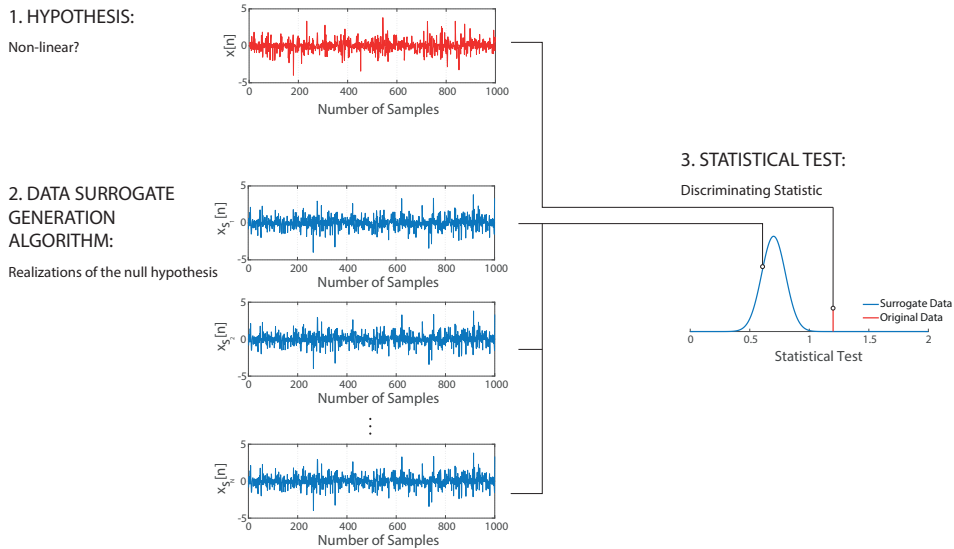 1. HYPOTHESIS:
Non-linear?
x[n]
5
0
-5
0 200 400 600 800 1000
Number of Samples
2. DATA SURROGATE
GENERATION
ALGORITHM:
Realizations of the null hypothesis
xS1[n]
5
0
-5
0 200 400 600 800 1000
Number of Samples
xS2[n]
5
0
-5
0 200 400 600 800 1000
Number of Samples
⋮
xSN[n]
5
0
-5
0 200 400 600 800 1000
Number of Samples
3. STATISTICAL TEST:
Discriminating Statistic
Surrogate Data
Original Data
0 0.5 1 1.5 2
Statistical Test